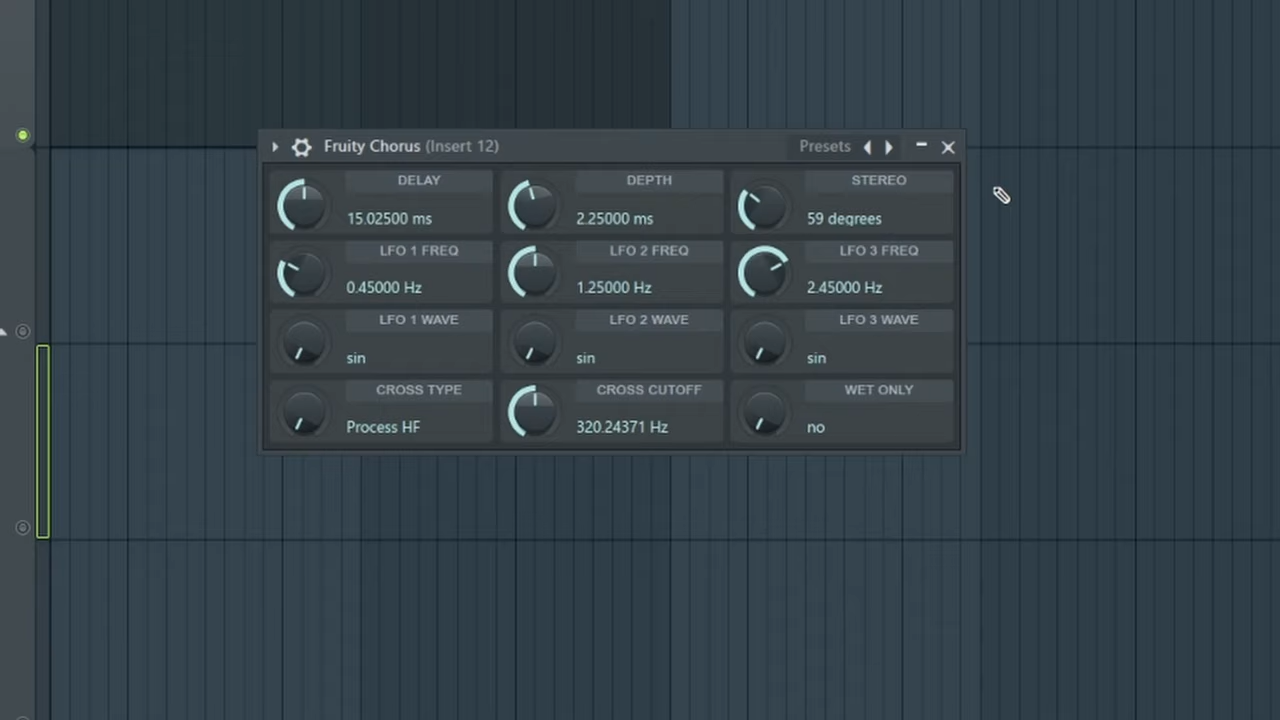 Fruity Chorus (Insert 12) Presets
DELAY DEPTH STEREO
15.02500 ms 2.25000 ms 59 degrees
LFO 1 FREQ LFO 2 FREQ LFO 3 FREQ
0.45000 Hz 1.25000 Hz 2.45000 Hz
LFO 1 WAVE LFO 2 WAVE LFO 3 WAVE
sin sin sin
CROSS TYPE CROSS CUTOFF WET ONLY
Process HF 320.24371 Hz no